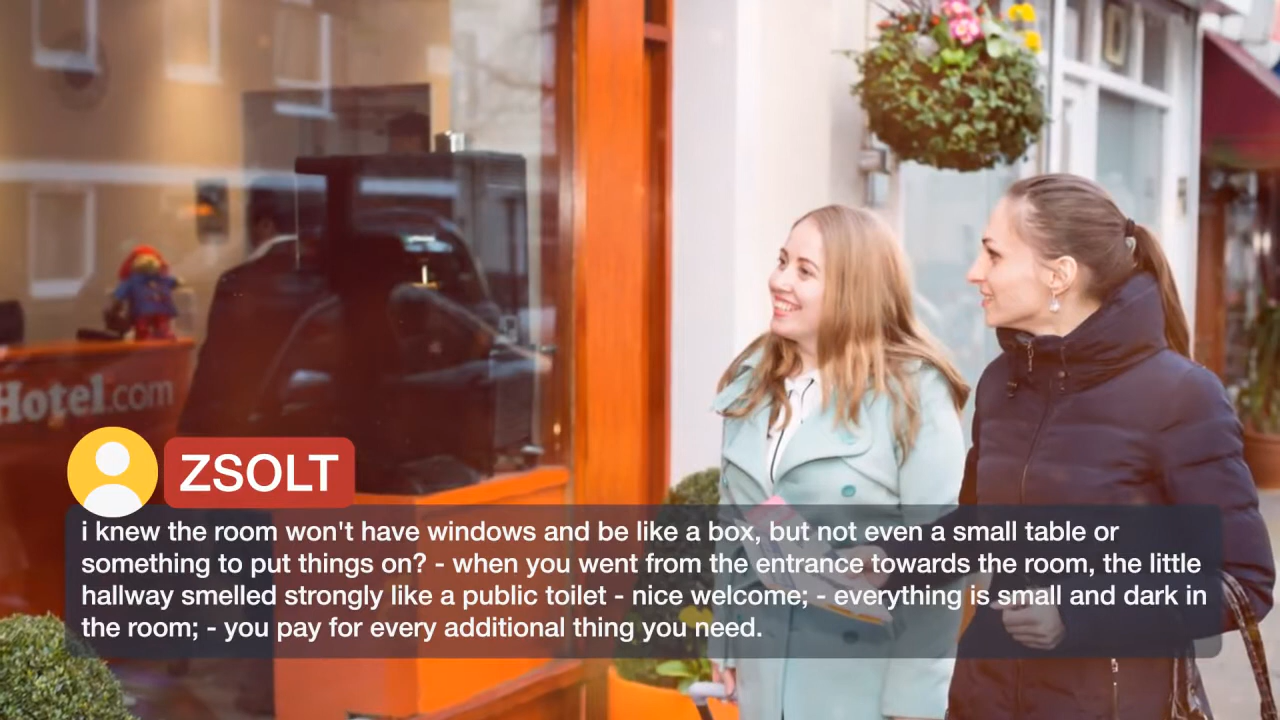 Hotel.com
ZSOLT
i knew the room won't have windows and be like a box, but not even a small table or
something to put things on? - when you went from the entrance towards the room, the little
hallway smelled strongly like a public toilet - nice welcome; - everything is small and dark in
the room; - you pay for every additional thing you need.